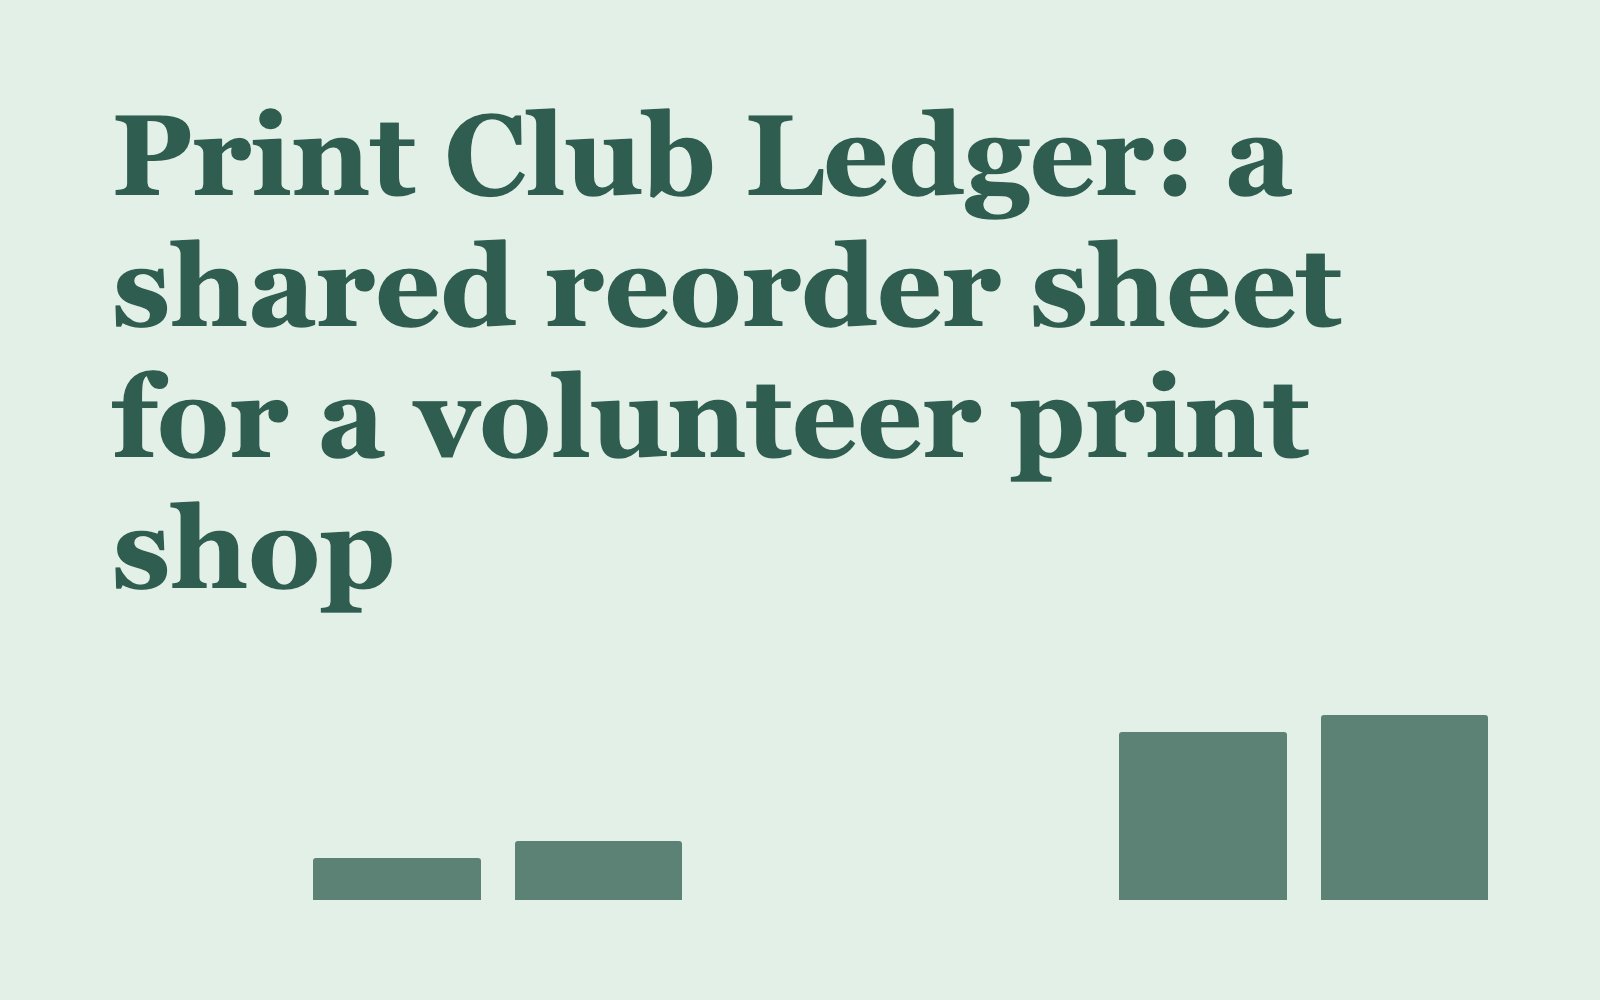 Print Club Ledger: a
shared reorder sheet
for a volunteer print
shop